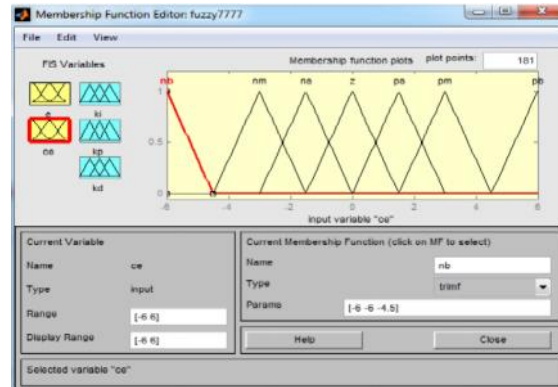 Membership Function Editor: fuzzy7777
File Edit View
FIS Variables
Membership function plots
plot points:
181
e
ki
ce
kp
kd
nb nm ns z ps pm pb
1
0.5
0
-6 -4 -2 0 2 4 6
input variable "ce"
Current Variable
Name ce
Type input
Range [-6 6]
Display Range [-6 6]
Current Membership Function (click on MF to select)
Name nb
Type trimf
Params [-6 -6 -4.5]
Help Close
Selected variable "ce"